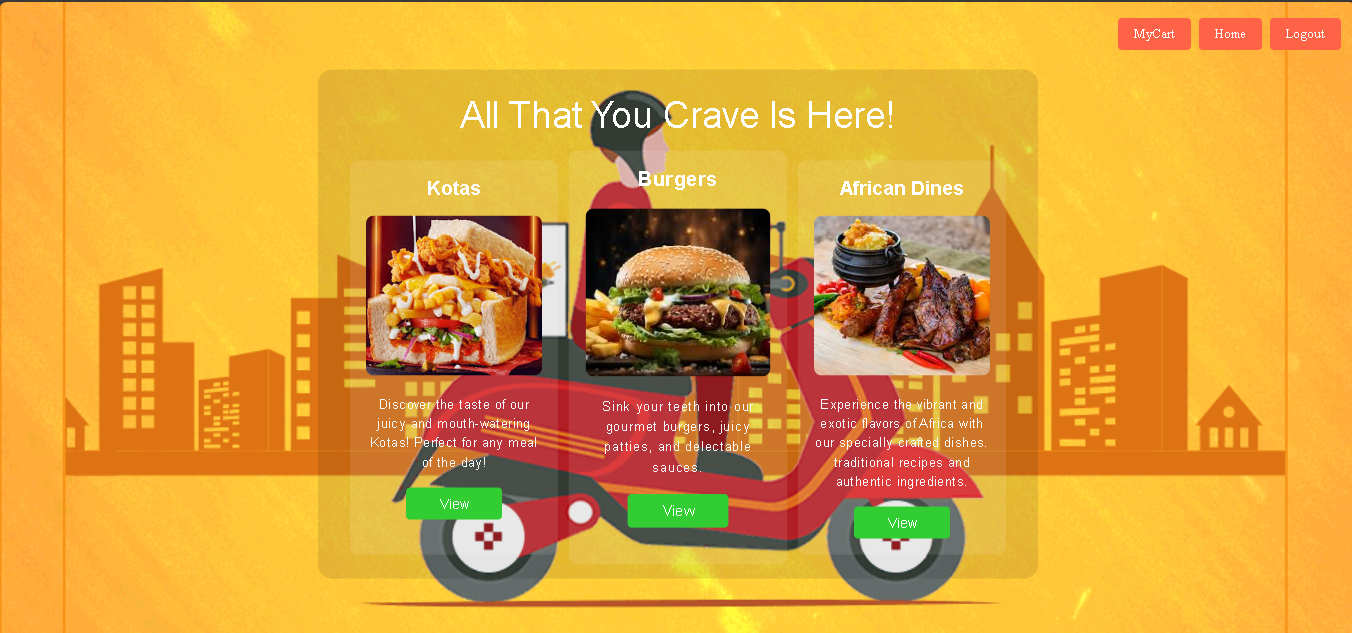 MyCart
Home
Logout
All That You Crave Is Here!
Kotas
Discover the taste of our
juicy and mouth-watering
Kotas! Perfect for any meal
of the day!
View
Burgers
Sink your teeth into our
gourmet burgers, juicy
patties, and delectable
sauces.
View
African Dines
Experience the vibrant and
exotic flavors of Africa with
our specially crafted dishes.
traditional recipes and
authentic ingredients.
View